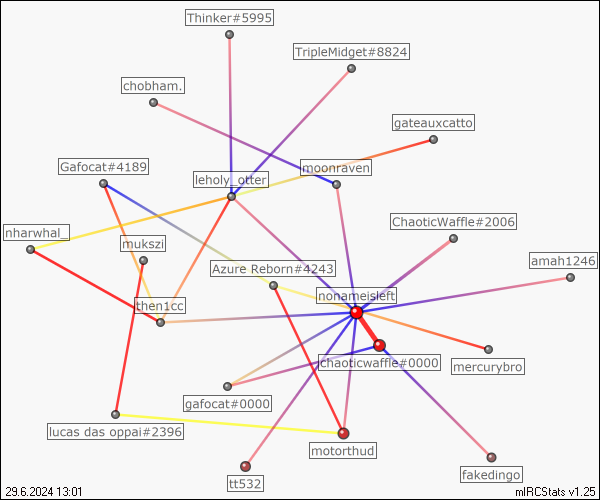 Thinker#5995
TripleMidget#8824
chobham.
gateauxcatto
Gafocat#4189
moonraven
leholy_otter
ChaoticWaffle#2006
nharwhal_
mukszi
amah1246
Azure Reborn#4243
nonameisleft
then1cc
chaoticwaffle#0000
mercurybro
gafocat#0000
lucas das oppai#2396
motorthud
fakedingo
tt532
29.6.2024 13:01
mIRCStats v1.25